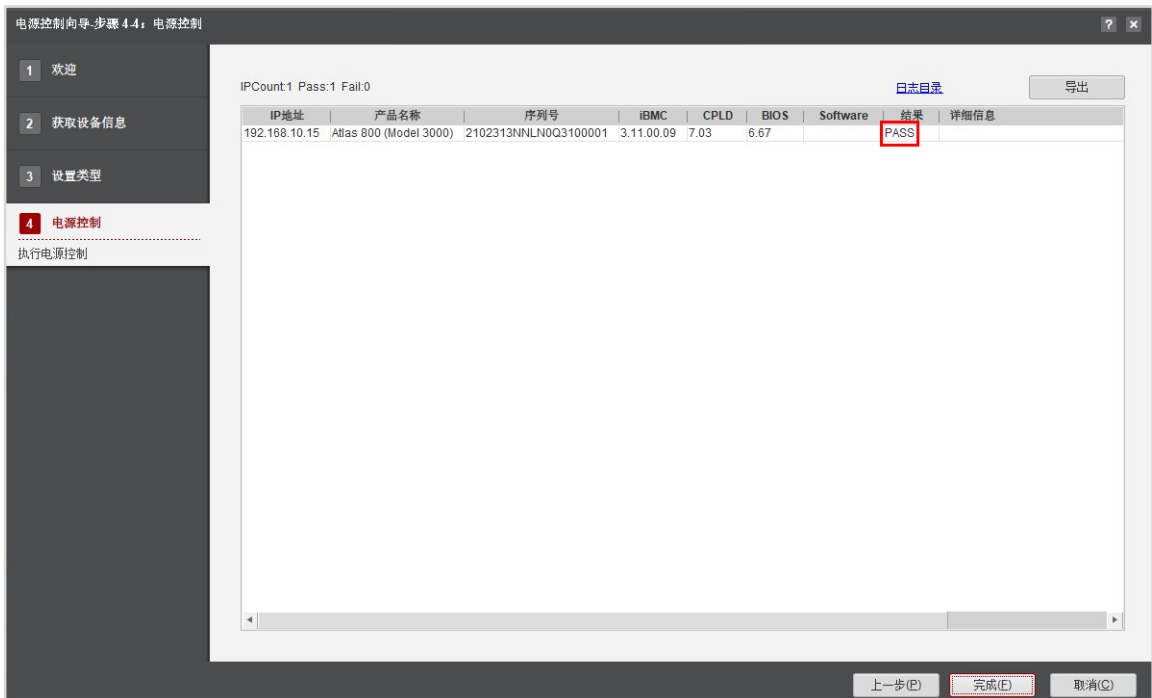 电源控制向导-步骤 4-4：电源控制
? ×
1 欢迎
2 获取设备信息
3 设置类型
4 电源控制
执行电源控制
IPCount:1 Pass:1 Fail:0 日志目录 导出
IP地址 产品名称 序列号 iBMC CPLD BIOS Software 结果 详细信息
192.168.10.15 Atlas 800 (Model 3000) 2102313NNLN0Q3100001 3.11.00.09 7.03 6.67 PASS
上一步(P) 完成(F) 取消(C)